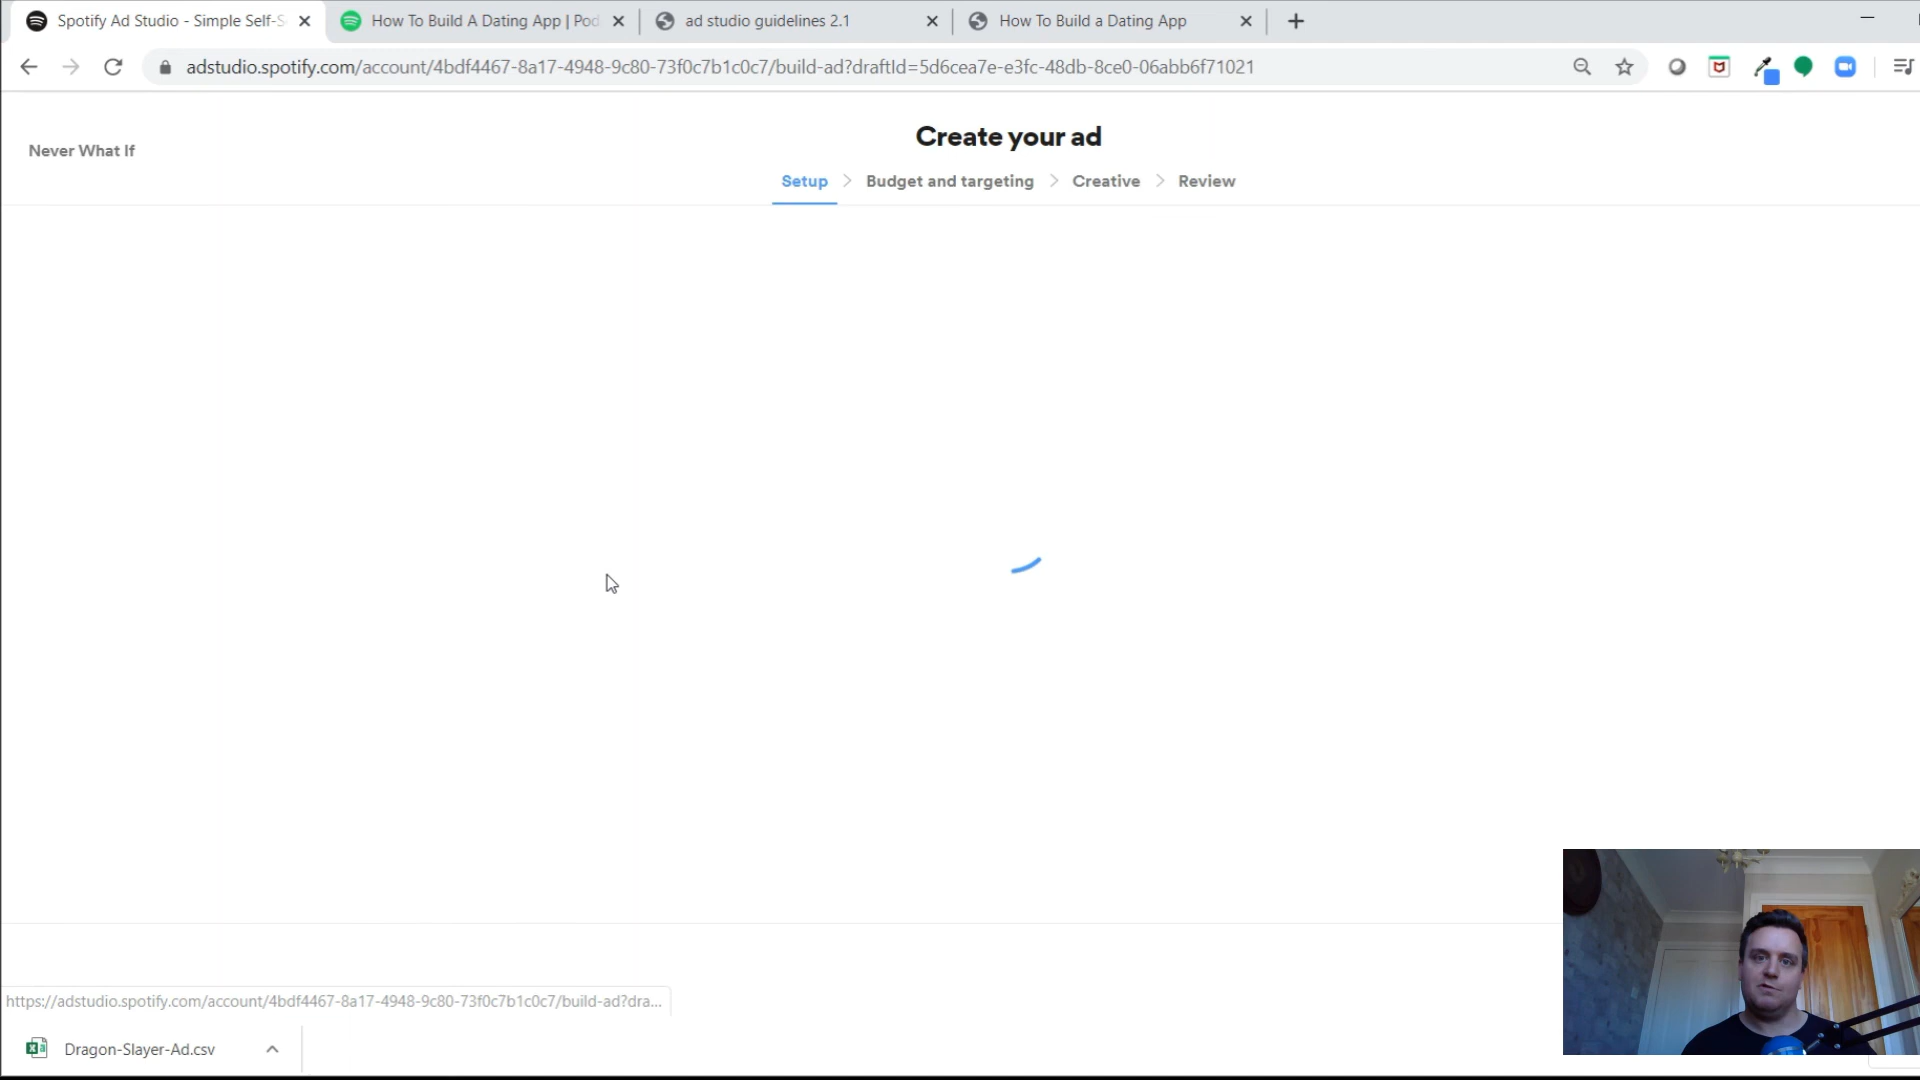 Spotify Ad Studio - Simple Self-S
How To Build A Dating App | Pod
ad studio guidelines 2.1
How To Build a Dating App
adstudio.spotify.com/account/4bdf4467-8a17-4948-9c80-73f0c7b1c0c7/build-ad?draftId=5d6cea7e-e3fc-48db-8ce0-06abb6f71021
Never What If
Create your ad
Setup
Budget and targeting
Creative
Review
https://adstudio.spotify.com/account/4bdf4467-8a17-4948-9c80-73f0c7b1c0c7/build-ad?dra...
Dragon-Slayer-Ad.csv